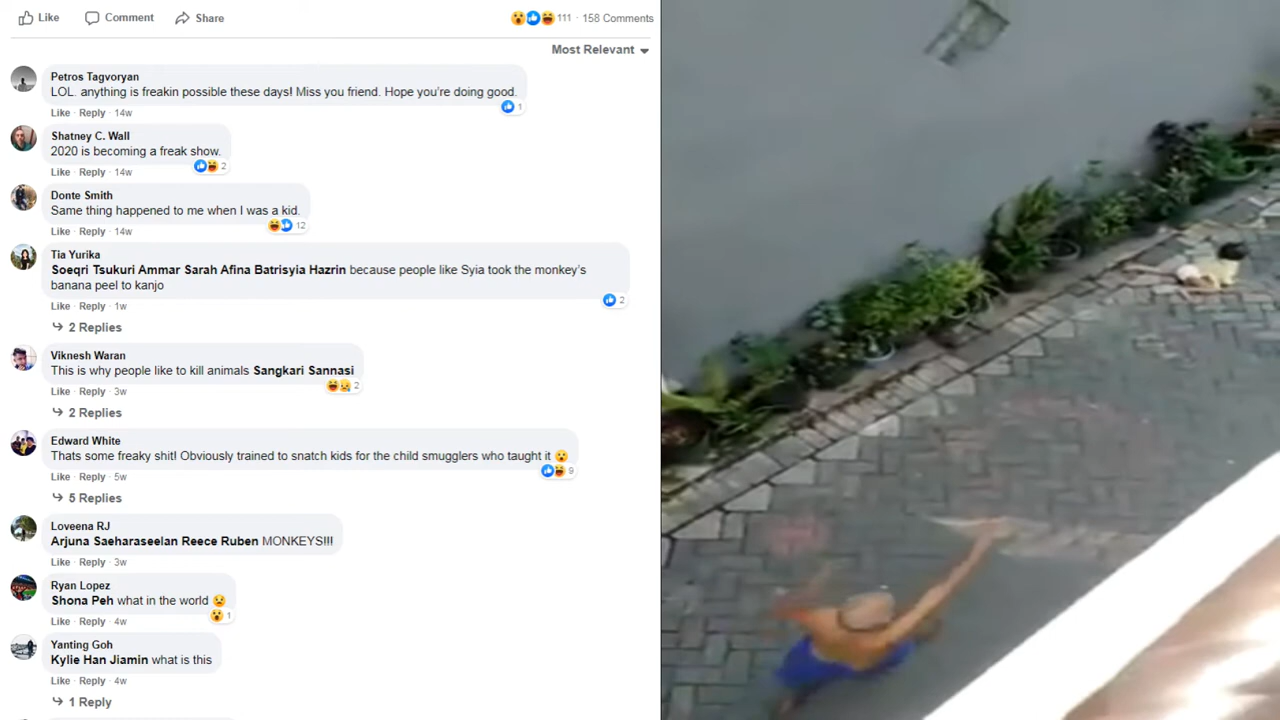 Like Comment Share 111 · 158 Comments
Most Relevant
Petros Tagvoryan
LOL. anything is freakin possible these days! Miss you friend. Hope you're doing good.
1
Like · Reply · 14w
Shatney C. Wall
2020 is becoming a freak show.
2
Like · Reply · 14w
Donte Smith
Same thing happened to me when I was a kid.
12
Like · Reply · 14w
Tia Yurika
Soeqri Tsukuri Ammar Sarah Afina Batrisyia Hazrin because people like Syia took the monkey's
banana peel to kanjo
2
Like · Reply · 1w
2 Replies
Viknesh Waran
This is why people like to kill animals Sangkari Sannasi
2
Like · Reply · 3w
2 Replies
Edward White
Thats some freaky shit! Obviously trained to snatch kids for the child smugglers who taught it 😮
9
Like · Reply · 5w
5 Replies
Loveena RJ
Arjuna Saeharaseelan Reece Ruben MONKEYS!!!
Like · Reply · 3w
Ryan Lopez
Shona Peh what in the world 😢
1
Like · Reply · 4w
Yanting Goh
Kylie Han Jiamin what is this
Like · Reply · 4w
1 Reply